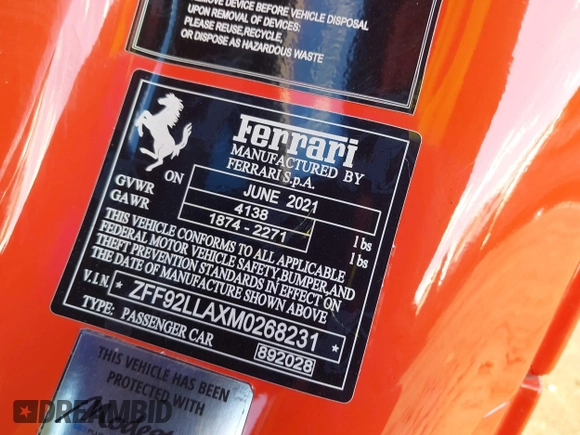 REMOVE DEVICE BEFORE VEHICLE DISPOSAL
UPON REMOVAL OF DEVICES:
PLEASE REUSE,RECYCLE,
OR DISPOSE AS HAZARDOUS WASTE
Ferrari
MANUFACTURED BY
FERRARI S.p.A.
ON JUNE 2021
GVWR 4138 lbs
GAWR 1874 - 2271 lbs
THIS VEHICLE CONFORMS TO ALL APPLICABLE
FEDERAL MOTOR VEHICLE SAFETY,BUMPER,AND
THEFT PREVENTION STANDARDS IN EFFECT ON
THE DATE OF MANUFACTURE SHOWN ABOVE
V.I.N. * ZFF92LLAXM0268231 *
TYPE: PASSENGER CAR 892028
THIS VEHICLE HAS BEEN
PROTECTED WITH
DREAMBID